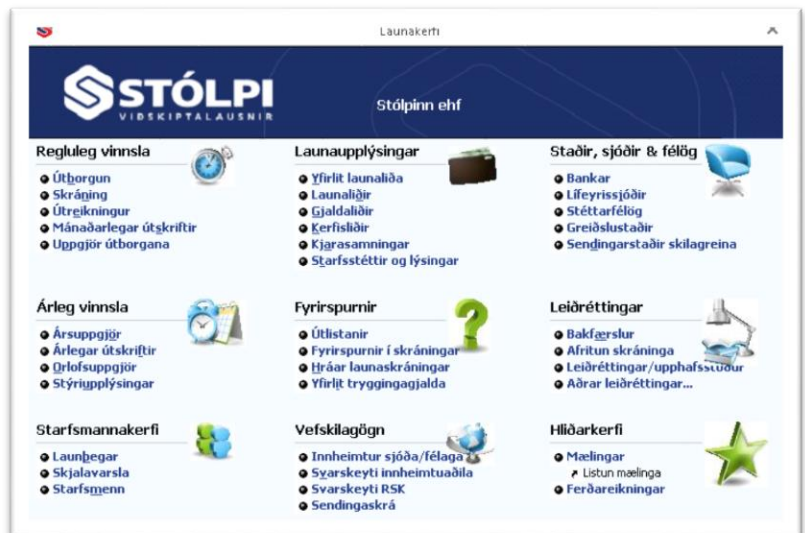 Launakerfi
STÓLPI
VIÐSKIPTALAUSNIR
Stólpinn ehf
Regluleg vinnsla
Útborgun
Skráning
Útreikningur
Mánaðarlegar útskriftir
Uppgjör útborgana
Launaupplýsingar
Yfirlit launaliða
Launaliðir
Gjaldaliðir
Kerfisliðir
Kjarasamningar
Starfsstéttir og lýsingar
Staðir, sjóðir & félög
Bankar
Lífeyrissjóðir
Stéttarfélög
Greiðslustaðir
Sendingarstaðir skilagreina
Árleg vinnsla
Ársuppgjör
Árlegar útskriftir
Orlofsuppgjör
Stýriupplýsingar
Fyrirspurnir
Útlistanir
Fyrirspurnir í skráningar
Hráar launaskráningar
Yfirlit tryggingagjalda
Leiðréttingar
Bakfærslur
Afritun skráninga
Leiðréttingar/upphafsstöður
Aðrar leiðréttingar...
Starfsmannakerfi
Launþegar
Skjalavarsla
Starfsmenn
Vefskilagögn
Innheimtur sjóða/félaga
Svarskeyti innheimtuaðila
Svarskeyti RSK
Sendingaskrá
Hliðarkerfi
Mælingar
Listun mælinga
Ferðareikningar